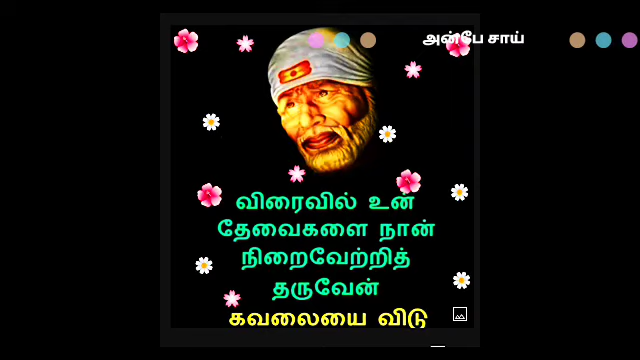 அன்பே சாய்
விரைவில் உன்
தேவைகளை நான்
நிறைவேற்றித்
தருவேன்
கவலையை விடு